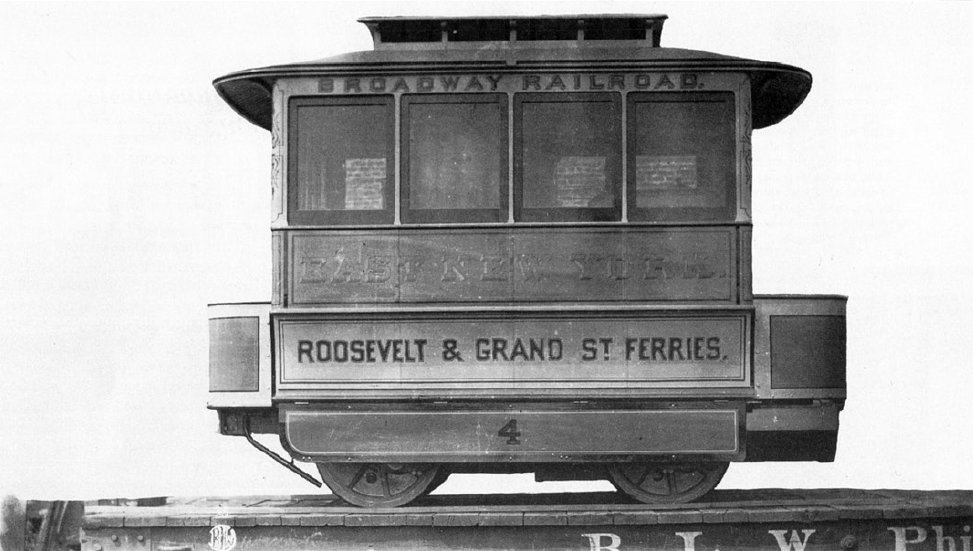 BROADWAY RAILROAD.
EAST NEW YORK.
ROOSEVELT & GRAND ST. FERRIES.
4
B L W Phi